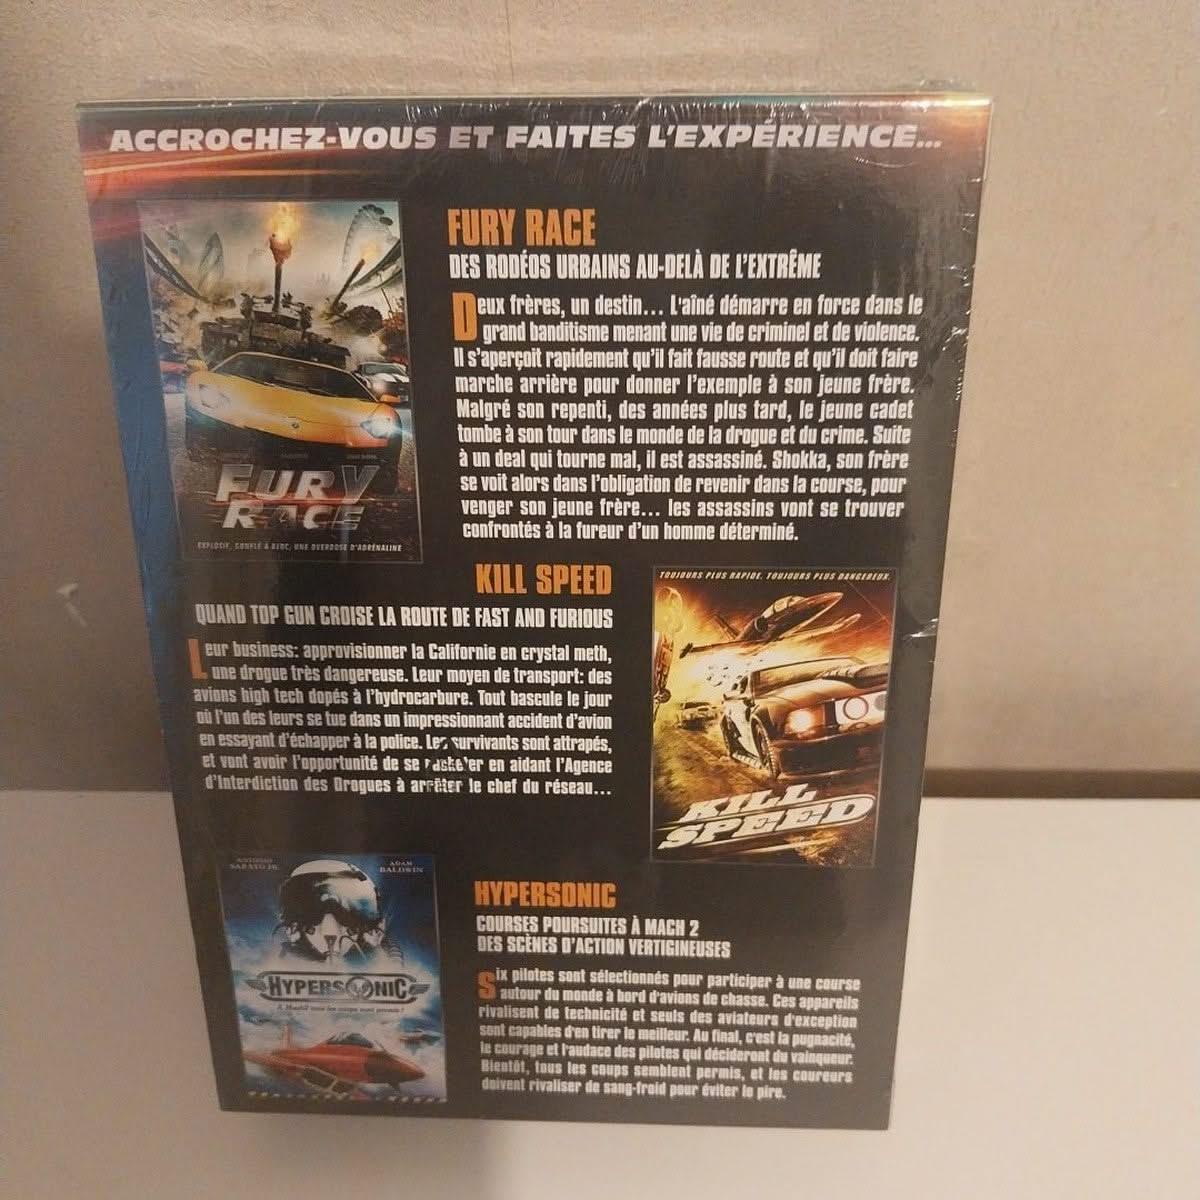 ACCROCHEZ-VOUS ET FAITES L'EXPÉRIENCE...
FURY RACE
DES RODÉOS URBAINS AU-DELÀ DE L'EXTRÊME
Deux frères, un destin... L'aîné démarre en force dans le
grand banditisme menant une vie de criminel et de violence.
Il s'aperçoit rapidement qu'il fait fausse route et qu'il doit faire
marche arrière pour donner l'exemple à son jeune frère.
Malgré son repenti, des années plus tard, le jeune cadet
tombe à son tour dans le monde de la drogue et du crime. Suite
à un deal qui tourne mal, il est assassiné. Shokka, son frère
se voit alors dans l'obligation de revenir dans la course, pour
venger son jeune frère... les assassins vont se trouver
confrontés à la fureur d'un homme déterminé.
FURY
RACE
EXPLOSIF, GONFLÉ À BLOC, UNE OVERDOSE D'ADRÉNALINE
KILL SPEED
QUAND TOP GUN CROISE LA ROUTE DE FAST AND FURIOUS
Leur business: approvisionner la Californie en crystal meth,
une drogue très dangereuse. Leur moyen de transport: des
avions high tech dopés à l'hydrocarbure. Tout bascule le jour
où l'un des leurs se tue dans un impressionnant accident d'avion
en essayant d'échapper à la police. Les survivants sont attrapés,
et vont avoir l'opportunité de se racheter en aidant l'Agence
d'Interdiction des Drogues à arrêter le chef du réseau...
TOUJOURS PLUS RAPIDE. TOUJOURS PLUS DANGEREUX.
KILL
SPEED
ANTONIO
SABATO JR.
ADAM
BALDWIN
HYPERSONIC
À Mach2 tous les coups sont permis !
HYPERSONIC
COURSES POURSUITES À MACH 2
DES SCÈNES D'ACTION VERTIGINEUSES
Six pilotes sont sélectionnés pour participer à une course
autour du monde à bord d'avions de chasse. Ces appareils
rivalisent de technicité et seuls des aviateurs d'exception
sont capables d'en tirer le meilleur. Au final, c'est la pugnacité,
le courage et l'audace des pilotes qui décideront du vainqueur.
Bientôt, tous les coups semblent permis, et les coureurs
doivent rivaliser de sang-froid pour éviter le pire.